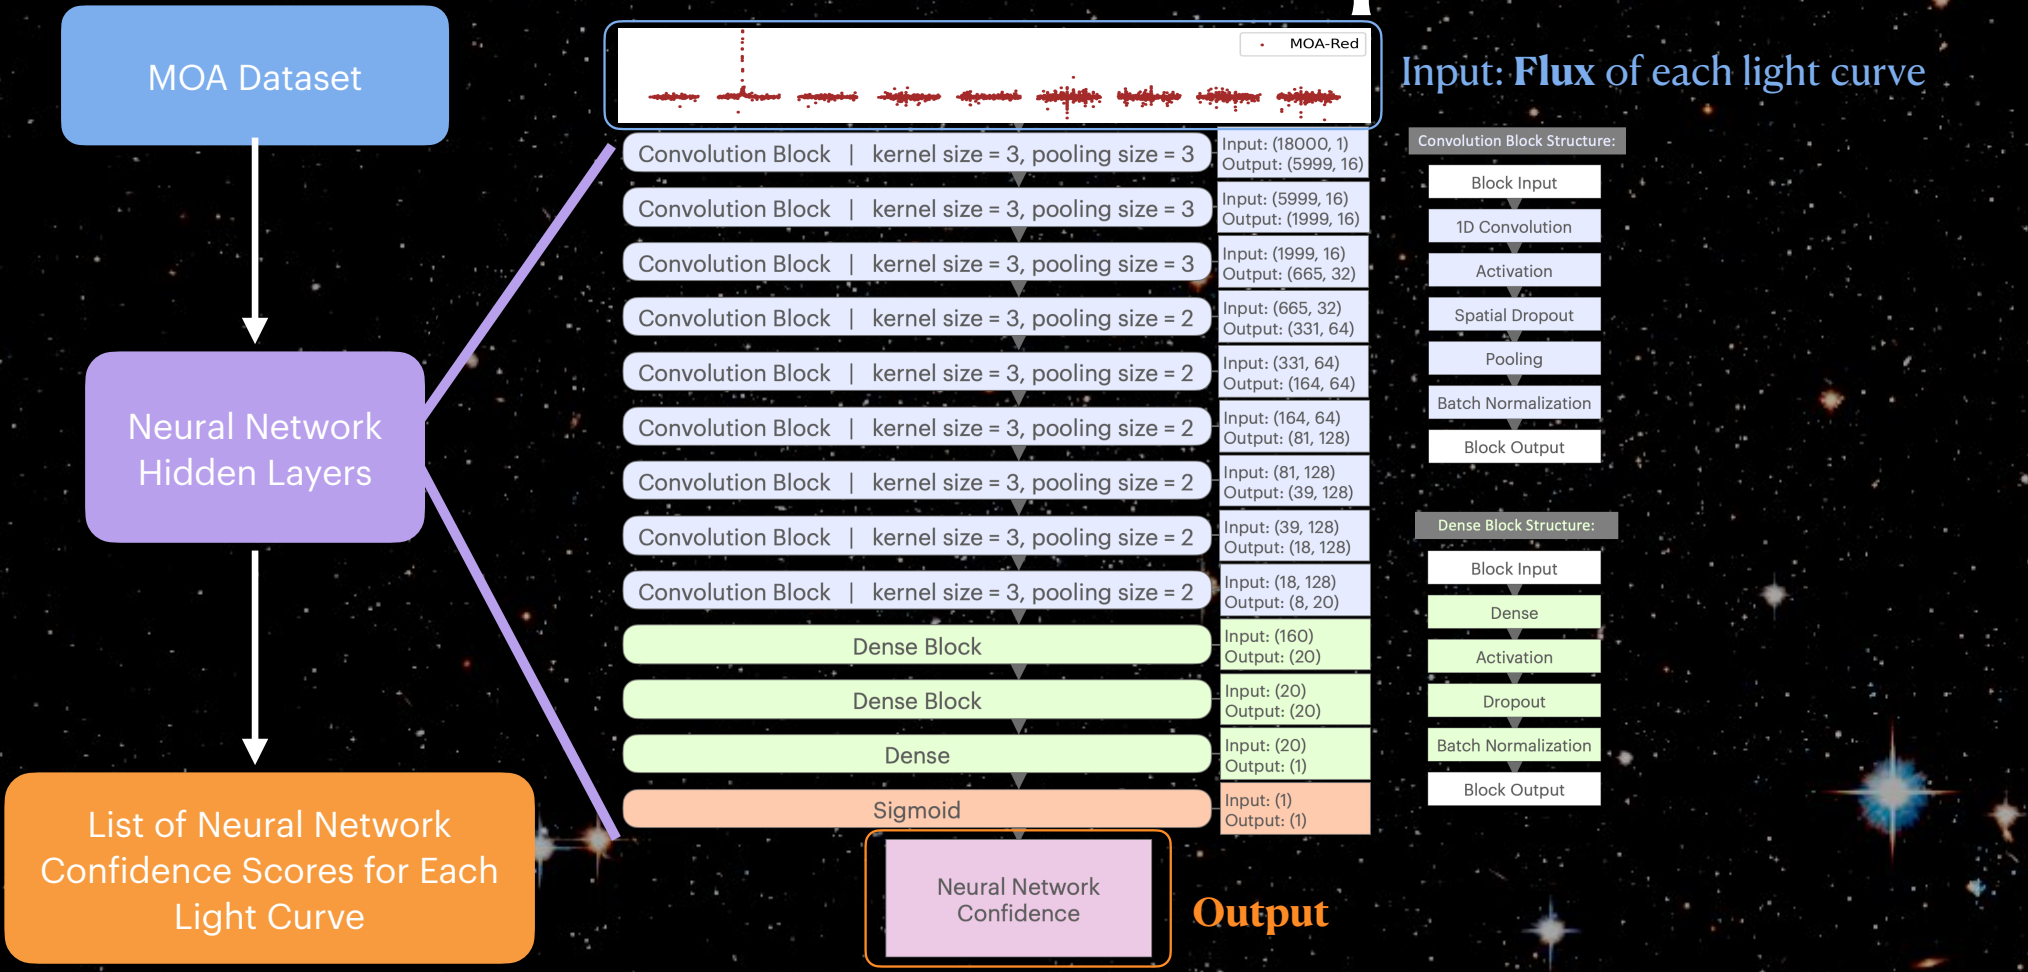 MOA Dataset
Neural Network
Hidden Layers
List of Neural Network
Confidence Scores for Each
Light Curve
MOA-Red
Input: Flux of each light curve
Convolution Block | kernel size = 3, pooling size = 3
Input: (18000, 1)
Output: (5999, 16)
Convolution Block | kernel size = 3, pooling size = 3
Input: (5999, 16)
Output: (1999, 16)
Convolution Block | kernel size = 3, pooling size = 3
Input: (1999, 16)
Output: (665, 32)
Convolution Block | kernel size = 3, pooling size = 2
Input: (665, 32)
Output: (331, 64)
Convolution Block | kernel size = 3, pooling size = 2
Input: (331, 64)
Output: (164, 64)
Convolution Block | kernel size = 3, pooling size = 2
Input: (164, 64)
Output: (81, 128)
Convolution Block | kernel size = 3, pooling size = 2
Input: (81, 128)
Output: (39, 128)
Convolution Block | kernel size = 3, pooling size = 2
Input: (39, 128)
Output: (18, 128)
Convolution Block | kernel size = 3, pooling size = 2
Input: (18, 128)
Output: (8, 20)
Dense Block
Input: (160)
Output: (20)
Dense Block
Input: (20)
Output: (20)
Dense
Input: (20)
Output: (1)
Sigmoid
Input: (1)
Output: (1)
Neural Network
Confidence
Output
Convolution Block Structure:
Block Input
1D Convolution
Activation
Spatial Dropout
Pooling
Batch Normalization
Block Output
Dense Block Structure:
Block Input
Dense
Activation
Dropout
Batch Normalization
Block Output